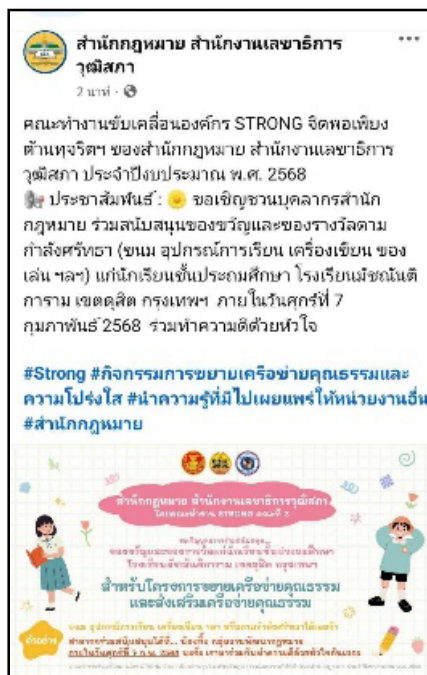 สำนักกฎหมาย สำนักงานเลขาธิการ
วุฒิสภา
2 นาที ·
คณะทำงานขับเคลื่อนองค์กร STRONG จิตพอเพียง
ต้านทุจริตฯ ของสำนักกฎหมาย สำนักงานเลขาธิการ
วุฒิสภา ประจำปีงบประมาณ พ.ศ. 2568
ประชาสัมพันธ์ : ขอเชิญชวนบุคลากรสำนัก
กฎหมาย ร่วมสนับสนุนของขวัญและของรางวัลตาม
กำลังศรัทธา (ขนม อุปกรณ์การเรียน เครื่องเขียน ของ
เล่น ฯลฯ) แก่นักเรียนชั้นประถมศึกษา โรงเรียนมัชฌันติ
การาม เขตดุสิต กรุงเทพฯ ภายในวันศุกร์ที่ 7
กุมภาพันธ์ 2568 ร่วมทำความดีด้วยหัวใจ
#Strong #กิจกรรมการขยายเครือข่ายคุณธรรมและ
ความโปร่งใส #นำความรู้ที่มีไปเผยแพร่ให้หน่วยงานอื่น
#สำนักกฎหมาย
สำนักกฎหมาย สำนักงานเลขาธิการวุฒิสภา
สำหรับโครงการขยายเครือข่ายคุณธรรม
และส่งเสริมเครือข่ายคุณธรรม